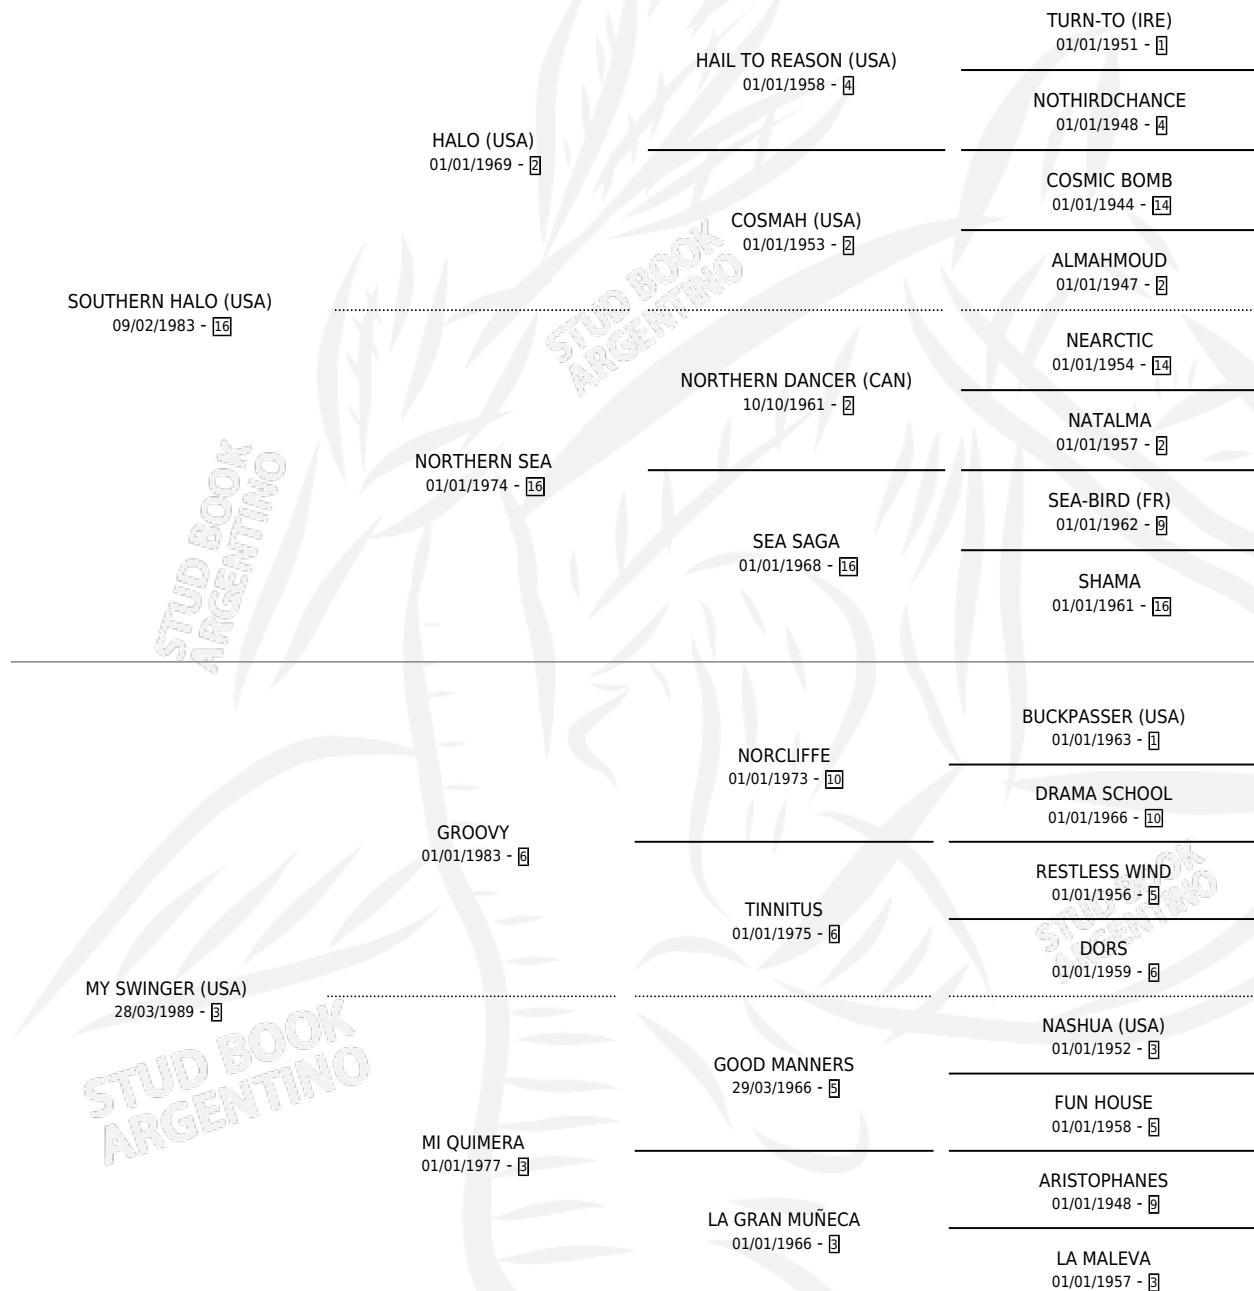 TURN-TO (IRE)
01/01/1951 - 1
HAIL TO REASON (USA)
01/01/1958 - 4
NOTHIRDCHANCE
01/01/1948 - 4
HALO (USA)
01/01/1969 - 2
COSMIC BOMB
01/01/1944 - 14
COSMAH (USA)
01/01/1953 - 2
ALMAHMOUD
01/01/1947 - 2
SOUTHERN HALO (USA)
09/02/1983 - 16
NEARCTIC
01/01/1954 - 14
NORTHERN DANCER (CAN)
10/10/1961 - 2
NATALMA
01/01/1957 - 2
NORTHERN SEA
01/01/1974 - 16
SEA-BIRD (FR)
01/01/1962 - 9
SEA SAGA
01/01/1968 - 16
SHAMA
01/01/1961 - 16
BUCKPASSER (USA)
01/01/1963 - 1
NORCLIFFE
01/01/1973 - 10
DRAMA SCHOOL
01/01/1966 - 10
GROOVY
01/01/1983 - 6
RESTLESS WIND
01/01/1956 - 5
TINNITUS
01/01/1975 - 6
DORS
01/01/1959 - 6
MY SWINGER (USA)
28/03/1989 - 3
NASHUA (USA)
01/01/1952 - 3
GOOD MANNERS
29/03/1966 - 5
FUN HOUSE
01/01/1958 - 5
MI QUIMERA
01/01/1977 - 3
ARISTOPHANES
01/01/1948 - 9
LA GRAN MUÑECA
01/01/1966 - 3
LA MALEVA
01/01/1957 - 3
STUD BOOK
ARGENTINO
STUD BOOK
ARGENTINO
STUD BOOK
ARGENTINO
STUD BOOK
ARGENTINO